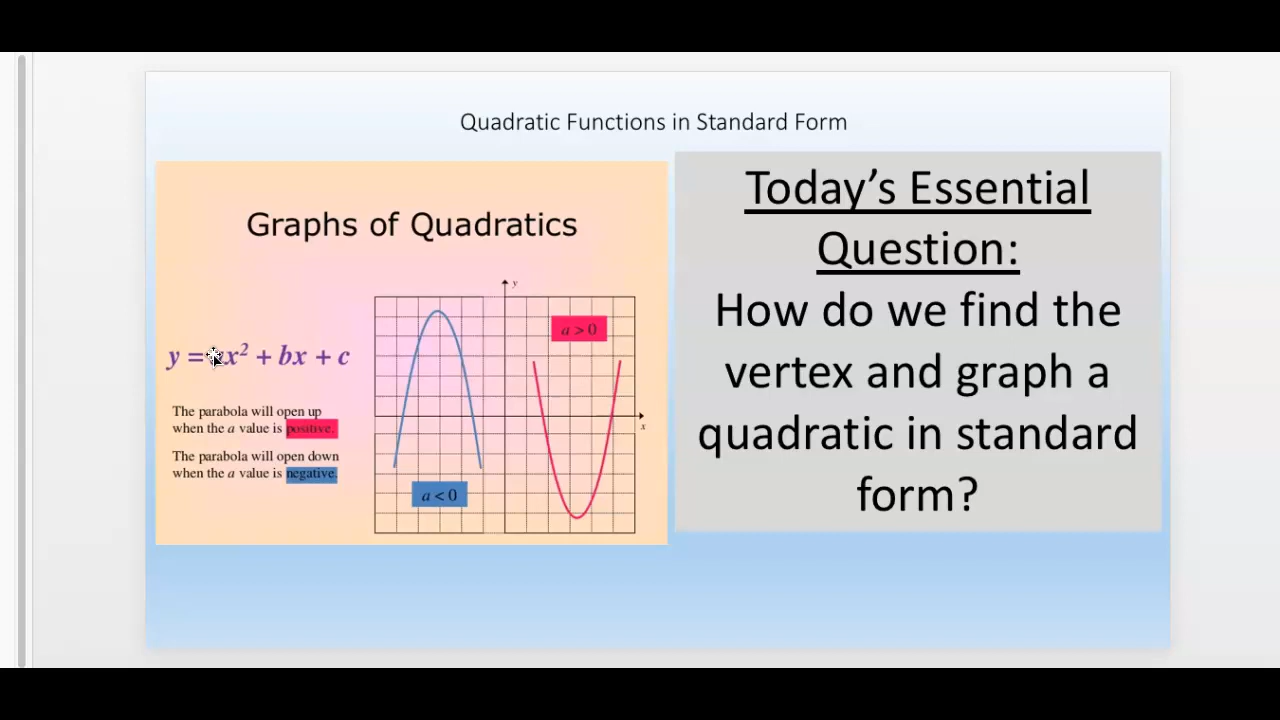 Quadratic Functions in Standard Form
Graphs of Quadratics
y = ax² + bx + c
The parabola will open up
when the a value is positive.
The parabola will open down
when the a value is negative.
y
a > 0
x
a < 0
Today’s Essential
Question:
How do we find the
vertex and graph a
quadratic in standard
form?